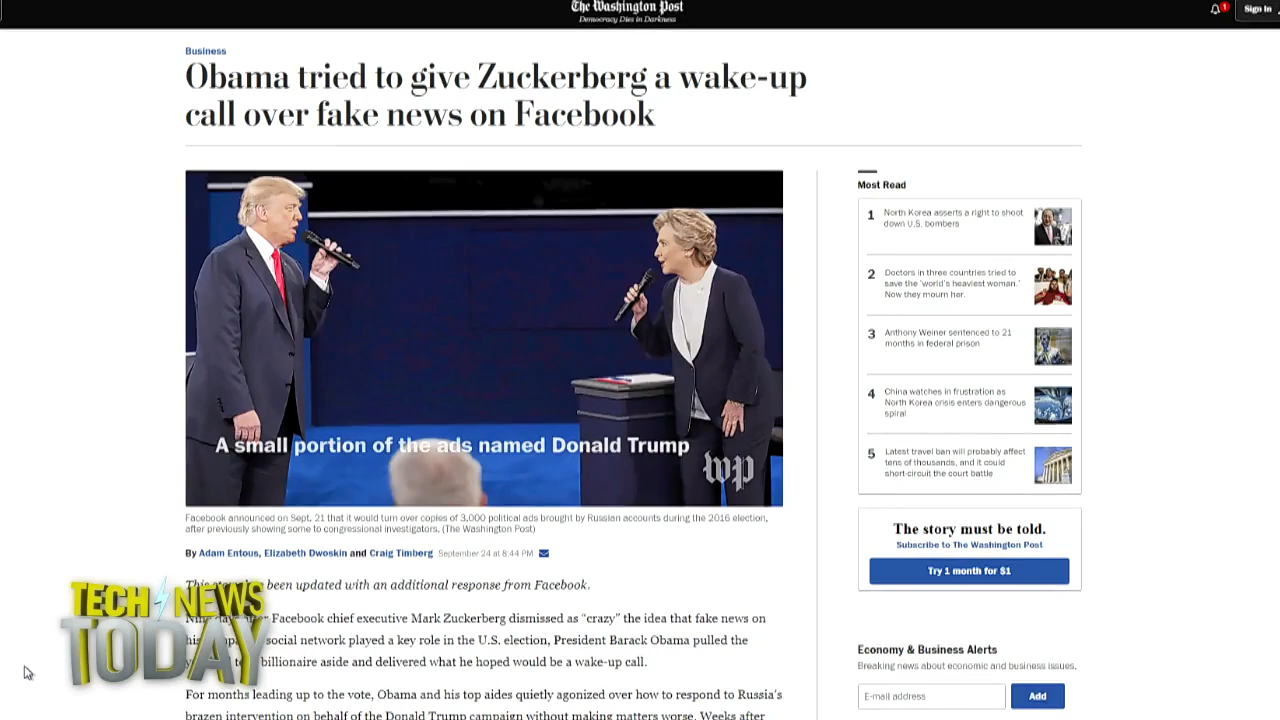 The Washington Post
Democracy Dies in Darkness
1
Sign In
Business
Obama tried to give Zuckerberg a wake-up
call over fake news on Facebook
A small portion of the ads named Donald Trump
wp
Facebook announced on Sept. 21 that it would turn over copies of 3,000 political ads brought by Russian accounts during the 2016 election,
after previously showing some to congressional investigators. (The Washington Post)
By Adam Entous, Elizabeth Dwoskin and Craig Timberg September 24 at 8:44 PM
This been updated with an additional response from Facebook.
Facebook chief executive Mark Zuckerberg dismissed as “crazy” the idea that fake news on
his social network played a key role in the U.S. election, President Barack Obama pulled the
billionaire aside and delivered what he hoped would be a wake-up call.
For months leading up to the vote, Obama and his top aides quietly agonized over how to respond to Russia’s
brazen intervention on behalf of the Donald Trump campaign without making matters worse. Weeks after
TECH NEWS
TODAY
Most Read
1 North Korea asserts a right to shoot
down U.S. bombers
2 Doctors in three countries tried to
save the ‘world’s heaviest woman.’
Now they mourn her.
3 Anthony Weiner sentenced to 21
months in federal prison
4 China watches in frustration as
North Korea crisis enters dangerous
spiral
5 Latest travel ban will probably affect
tens of thousands, and it could
short-circuit the court battle
The story must be told.
Subscribe to The Washington Post
Try 1 month for $1
Economy & Business Alerts
Breaking news about economic and business issues.
E-mail address
Add